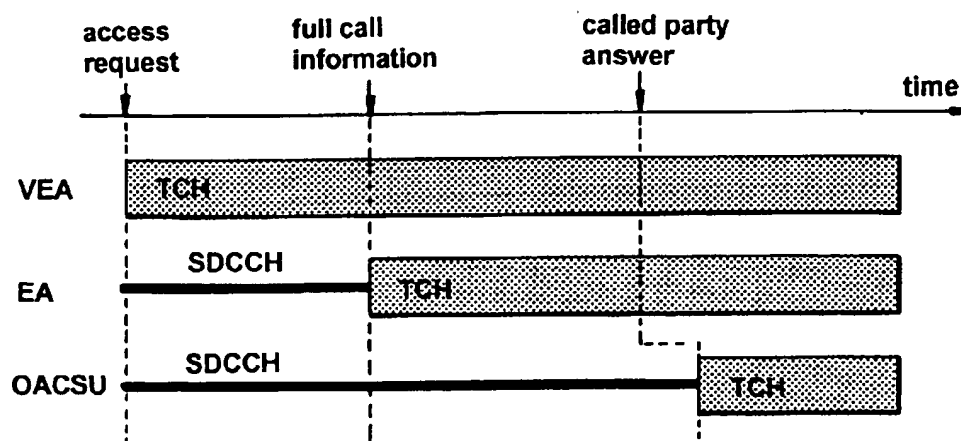 access
request
full call
information
called party
answer
time
VEA
TCH
SDCCH
EA
TCH
SDCCH
OACSU
TCH